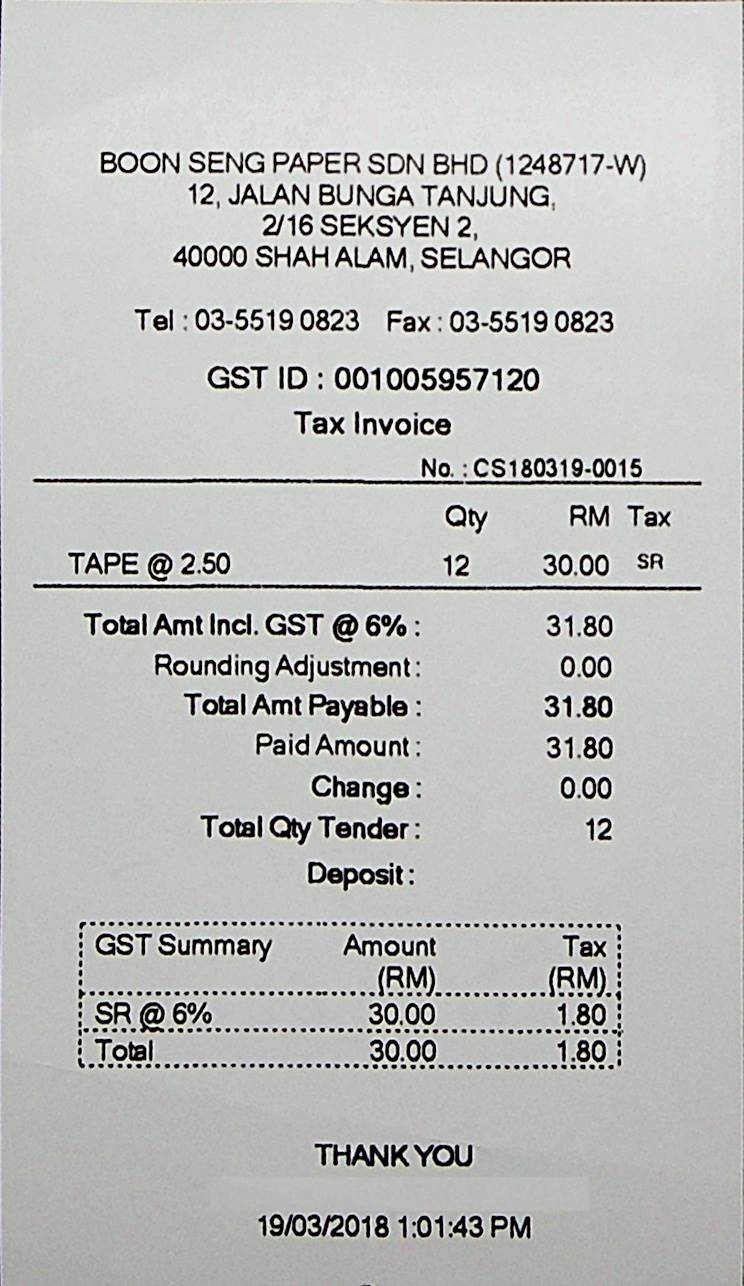 BOON SENG PAPER SDN BHD (1248717-W)
12, JALAN BUNGA TANJUNG,
2/16 SEKSYEN 2,
40000 SHAH ALAM, SELANGOR
Tel : 03-5519 0823 Fax : 03-5519 0823
GST ID : 001005957120
Tax Invoice
No. : CS180319-0015
Qty RM Tax
TAPE @ 2.50 12 30.00 SR
Total Amt Incl. GST @ 6% : 31.80
Rounding Adjustment : 0.00
Total Amt Payable : 31.80
Paid Amount : 31.80
Change : 0.00
Total Qty Tender : 12
Deposit :
GST Summary Amount Tax
(RM) (RM)
SR @ 6% 30.00 1.80
Total 30.00 1.80
THANK YOU
19/03/2018 1:01:43 PM